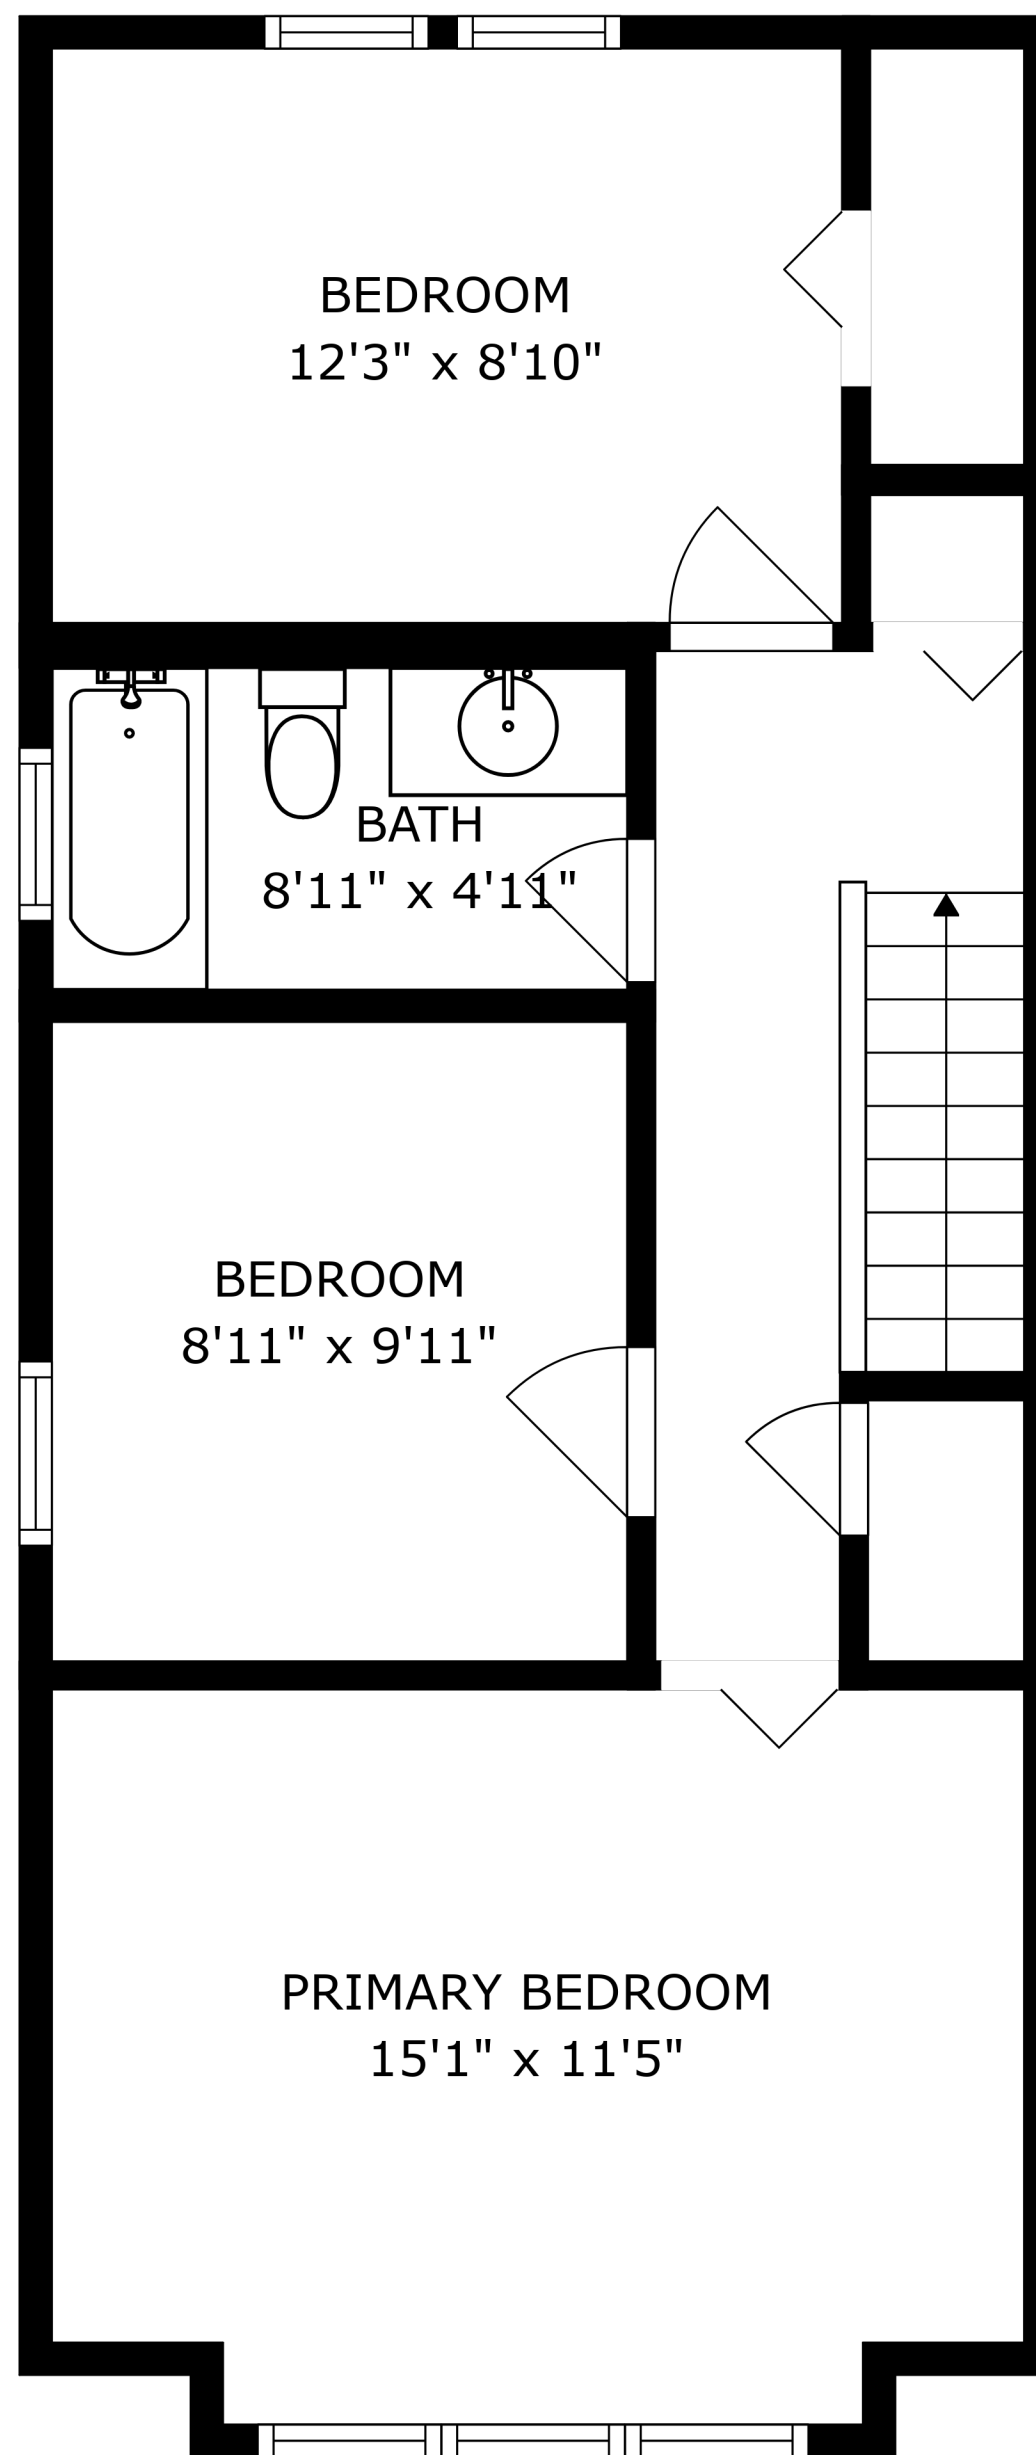 BEDROOM
12'3" x 8'10"
BATH
8'11" x 4'11"
BEDROOM
8'11" x 9'11"
PRIMARY BEDROOM
15'1" x 11'5"